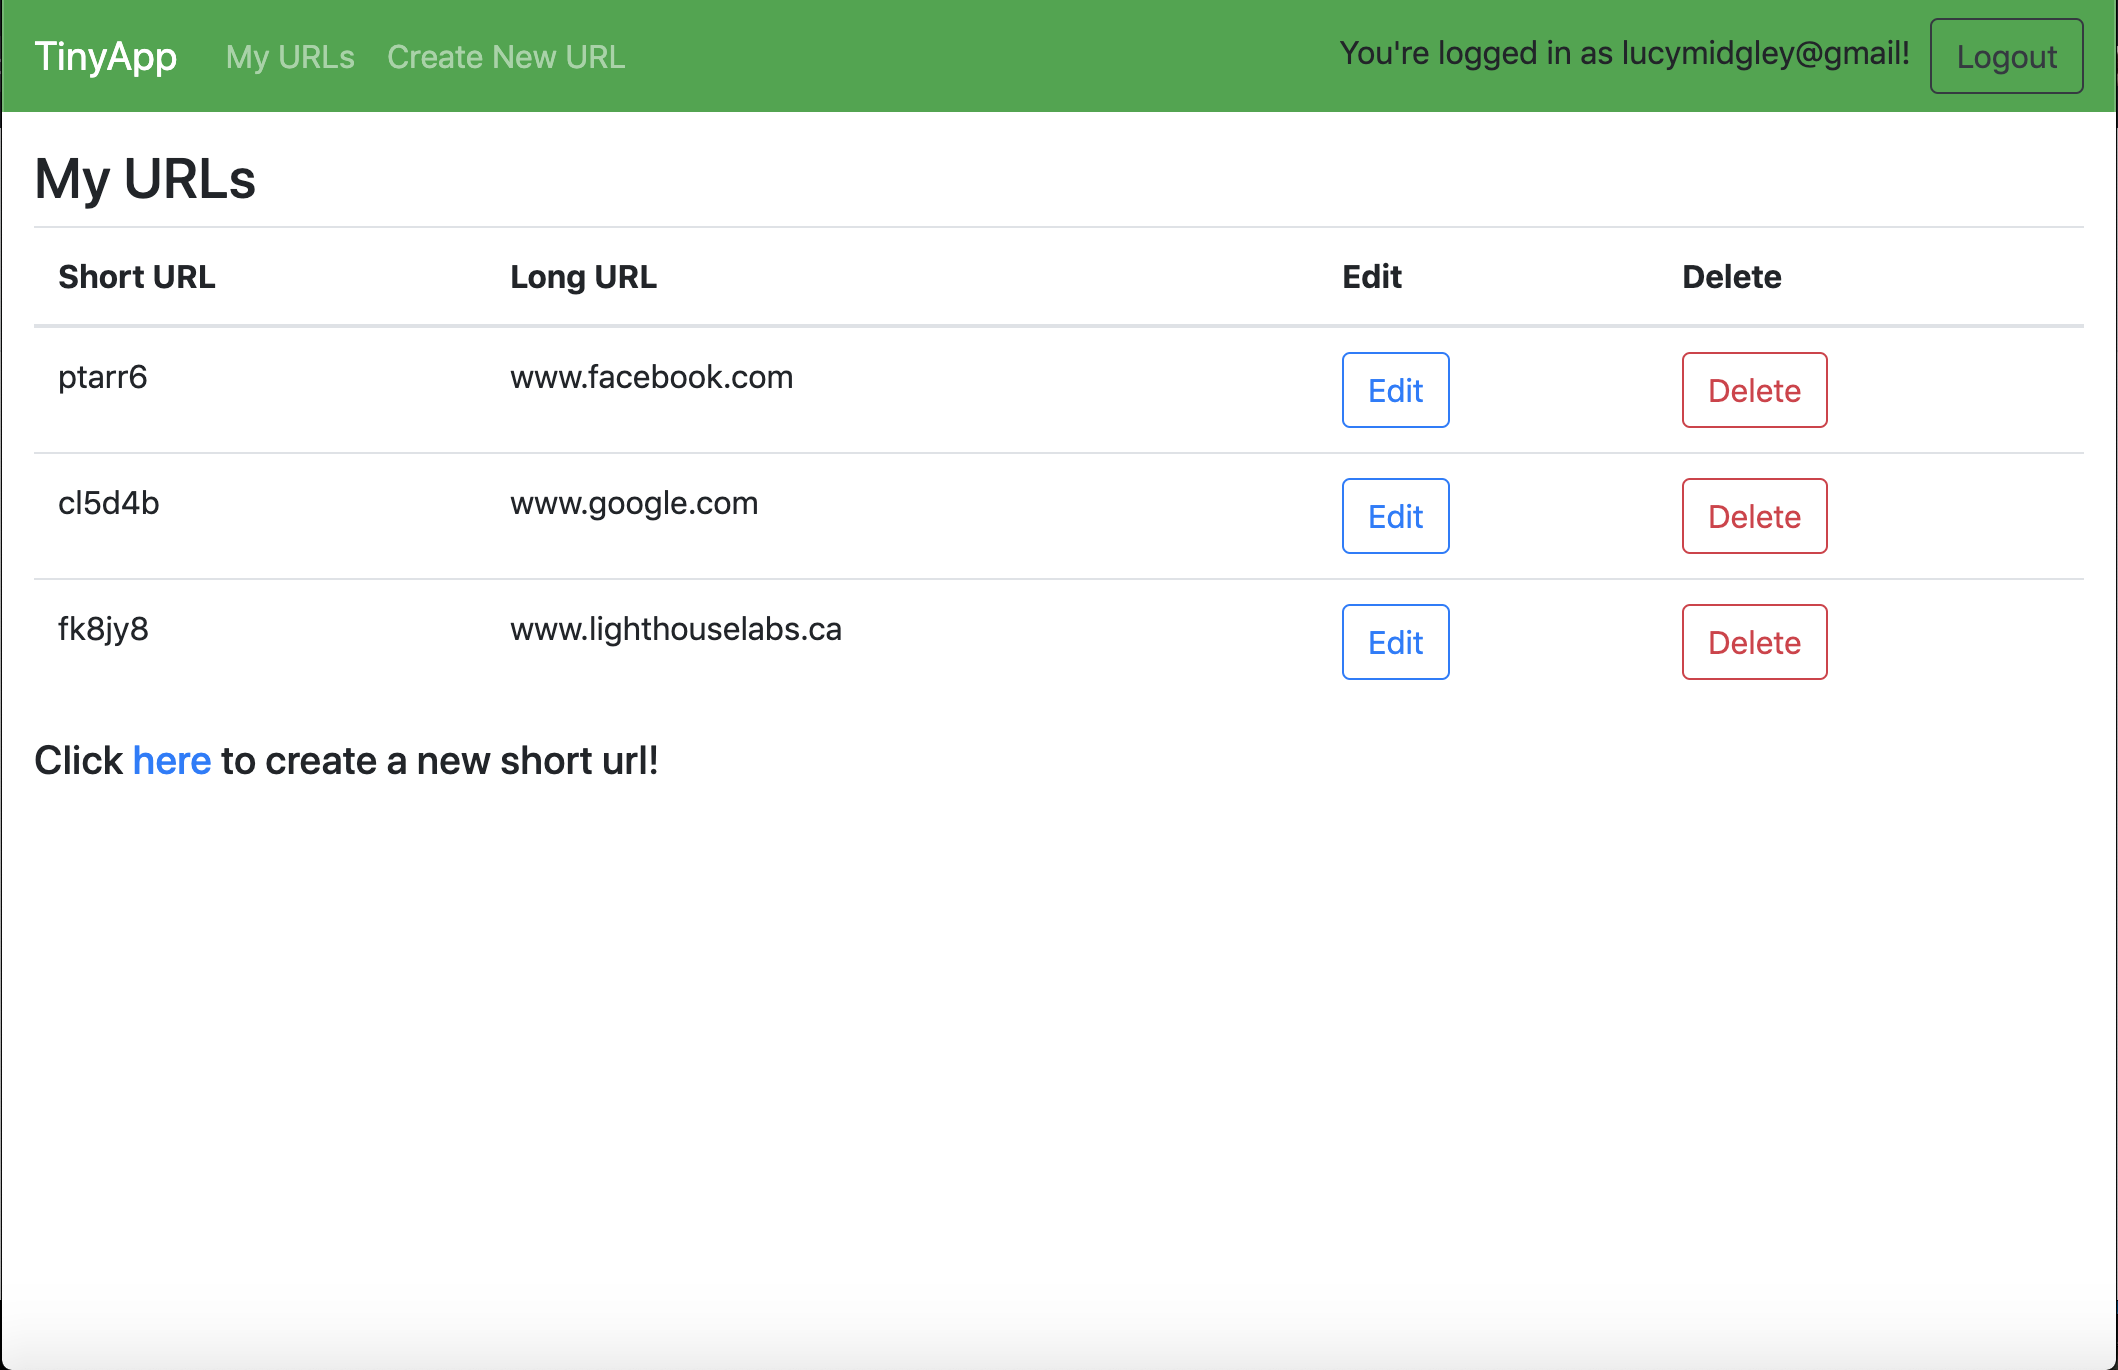 TinyApp My URLs Create New URL You're logged in as lucymidgley@gmail! Logout
My URLs
Short URL Long URL Edit Delete
ptarr6 www.facebook.com Edit Delete
cl5d4b www.google.com Edit Delete
fk8jy8 www.lighthouselabs.ca Edit Delete
Click here to create a new short url!